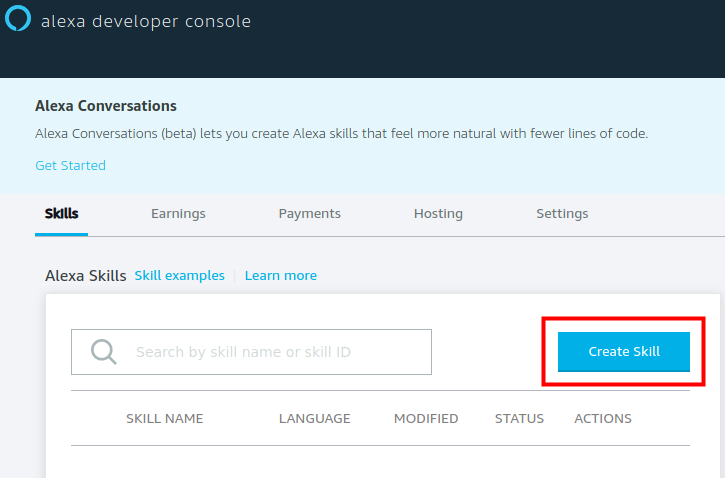 alexa developer console
Alexa Conversations
Alexa Conversations (beta) lets you create Alexa skills that feel more natural with fewer lines of code.
Get Started
Skills Earnings Payments Hosting Settings
Alexa Skills Skill examples | Learn more
Search by skill name or skill ID Create Skill
SKILL NAME LANGUAGE MODIFIED STATUS ACTIONS